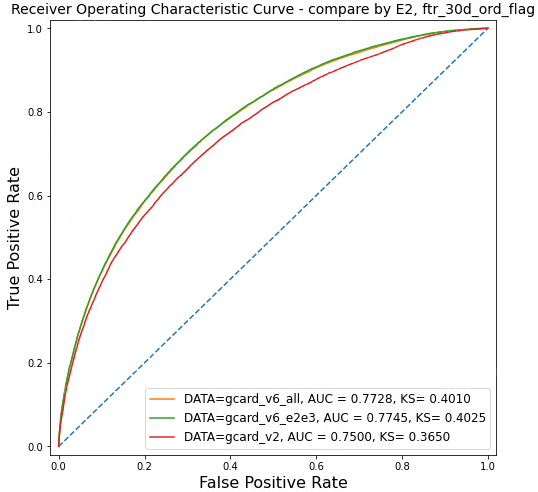 Receiver Operating Characteristic Curve - compare by E2, ftr_30d_ord_flag
True Positive Rate
1.0
0.8
0.6
0.4
0.2
0.0
DATA=gcard_v6_all, AUC = 0.7728, KS= 0.4010
DATA=gcard_v6_e2e3, AUC = 0.7745, KS= 0.4025
DATA=gcard_v2, AUC = 0.7500, KS= 0.3650
0.0 0.2 0.4 0.6 0.8 1.0
False Positive Rate